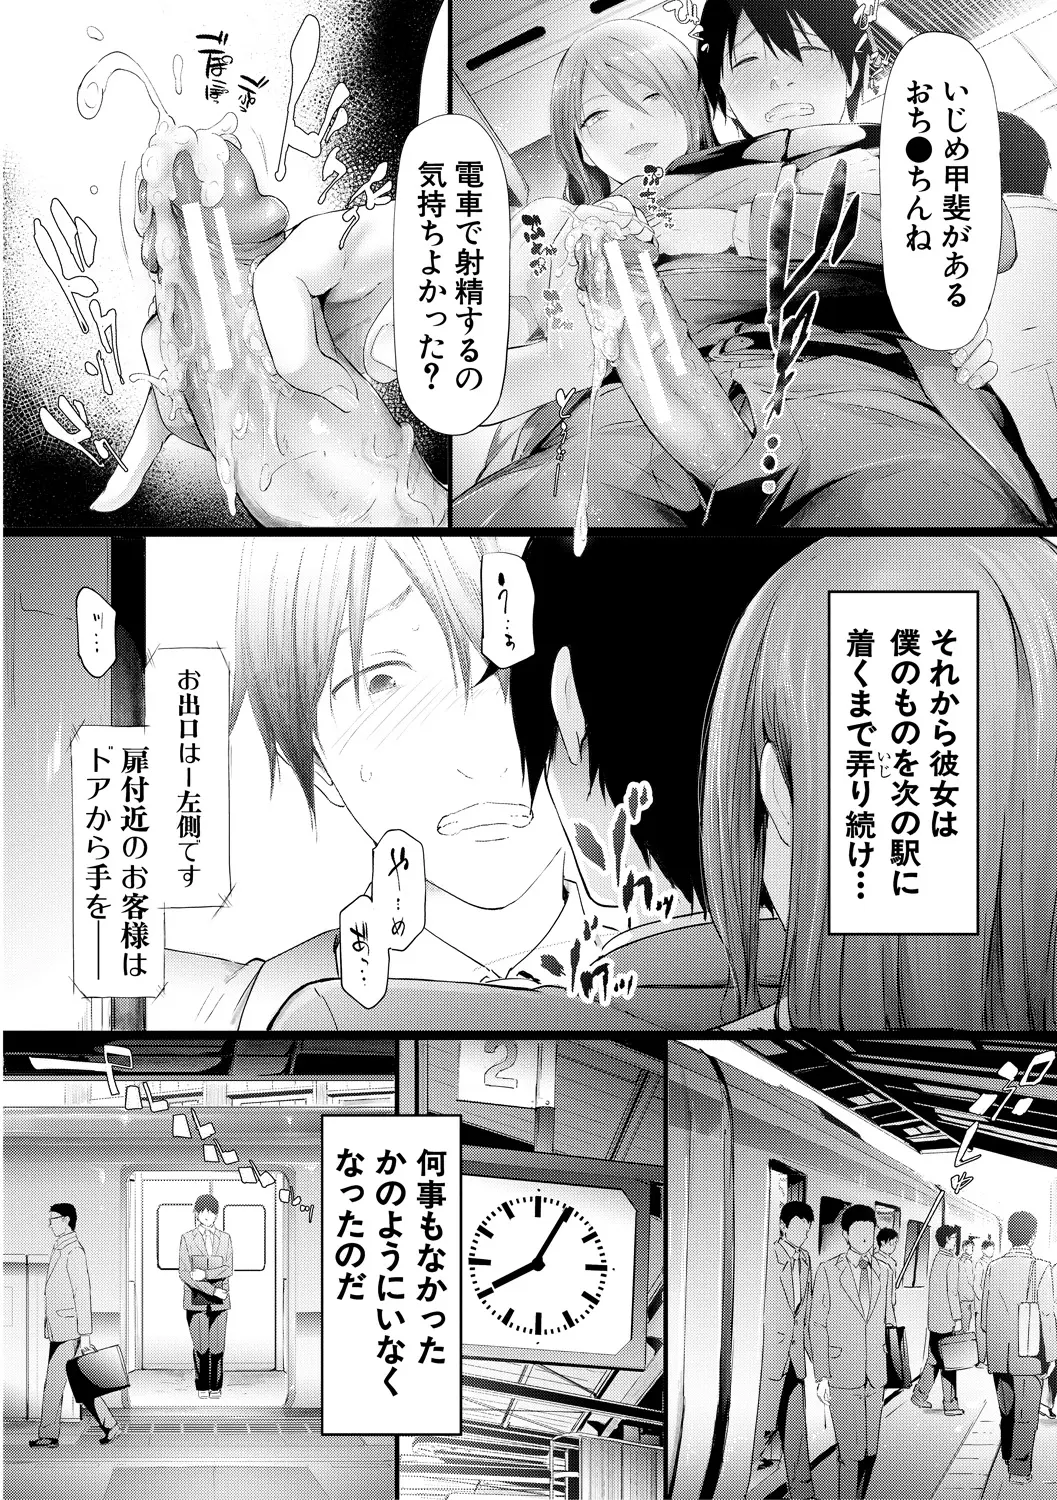 いじめ甲斐がある
おち●ちんね
電車で射精するの
気持ちよかった？
それから彼女は
僕のものを次の駅に
着くまで弄り続け…
いじ
う…ぁ
や…め
あっ…
お出口はー左側です
扉付近のお客様は
ドアから手を――
ッ…。
2
何事もなかった
かのようにいなく
なったのだ